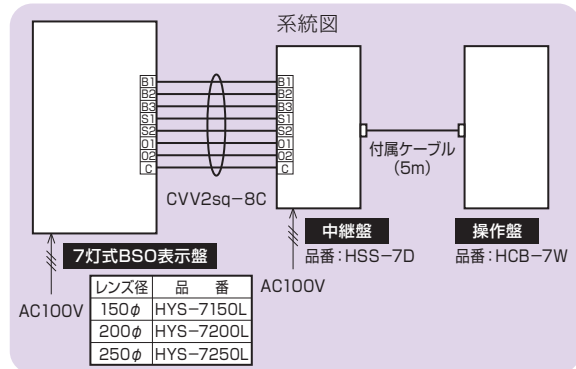 系統図
B1
B2
B3
S1
S2
O1
O2
C
B1
B2
B3
S1
S2
O1
O2
C
CVV2sq-8C
付属ケーブル
(5m)
7灯式BSO表示盤
中継盤
品番:HSS-7D
操作盤
品番:HCB-7W
AC100V
AC100V
レンズ径 品 番
150φ HYS-7150L
200φ HYS-7200L
250φ HYS-7250L